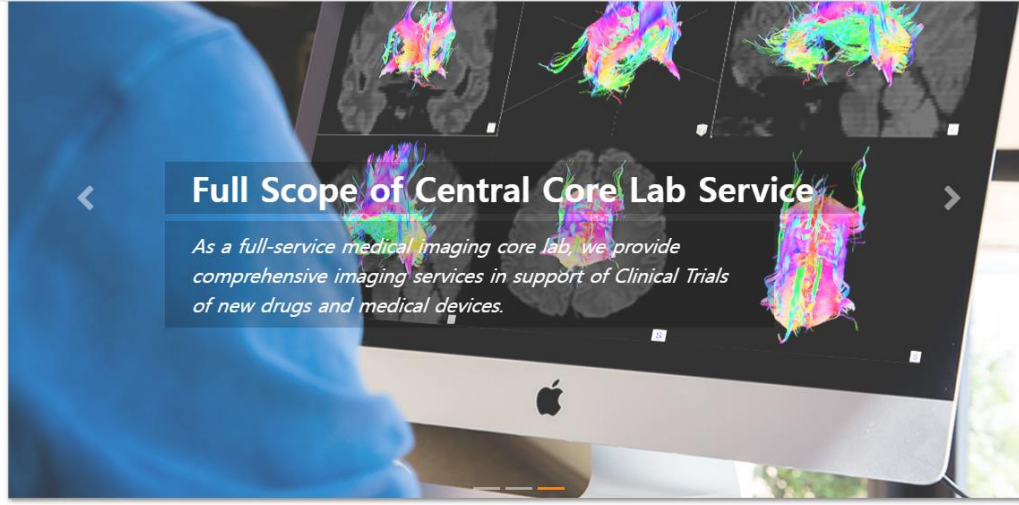 Full Scope of Central Core Lab Service
As a full-service medical imaging core lab, we provide
comprehensive imaging services in support of Clinical Trials
of new drugs and medical devices.